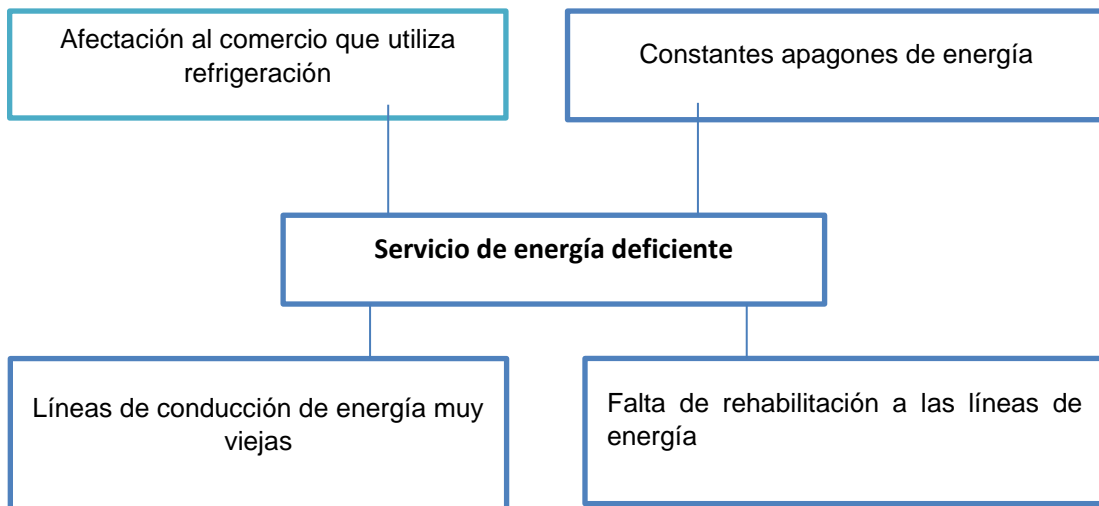 Afectación al comercio que utiliza
refrigeración
Constantes apagones de energía
Servicio de energía deficiente
Líneas de conducción de energía muy
viejas
Falta de rehabilitación a las líneas de
energía